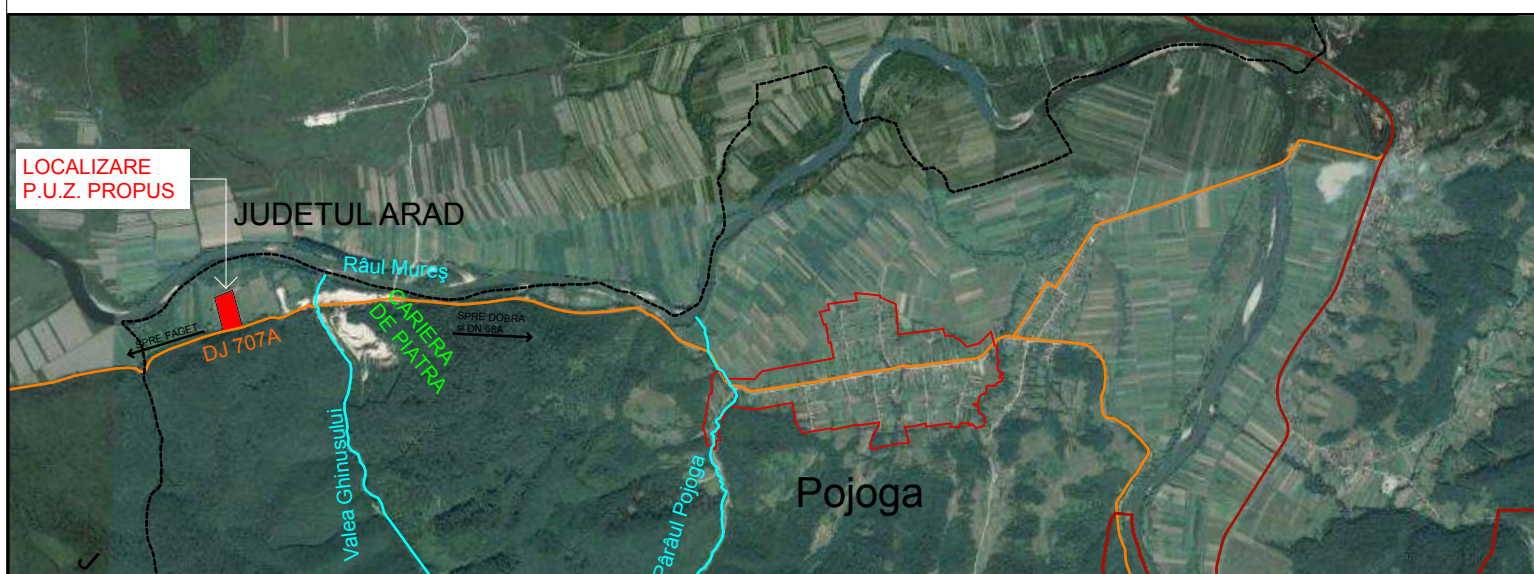 LOCALIZARE
P.U.Z. PROPUS
JUDETUL ARAD
Râul Mureş
CARIERA
DE PIATRA
SPRE DOBRA
si DN 68A
SPRE FAGET
DJ 707A
Valea Ghinusului
Pârâul Pojoga
Pojoga
J